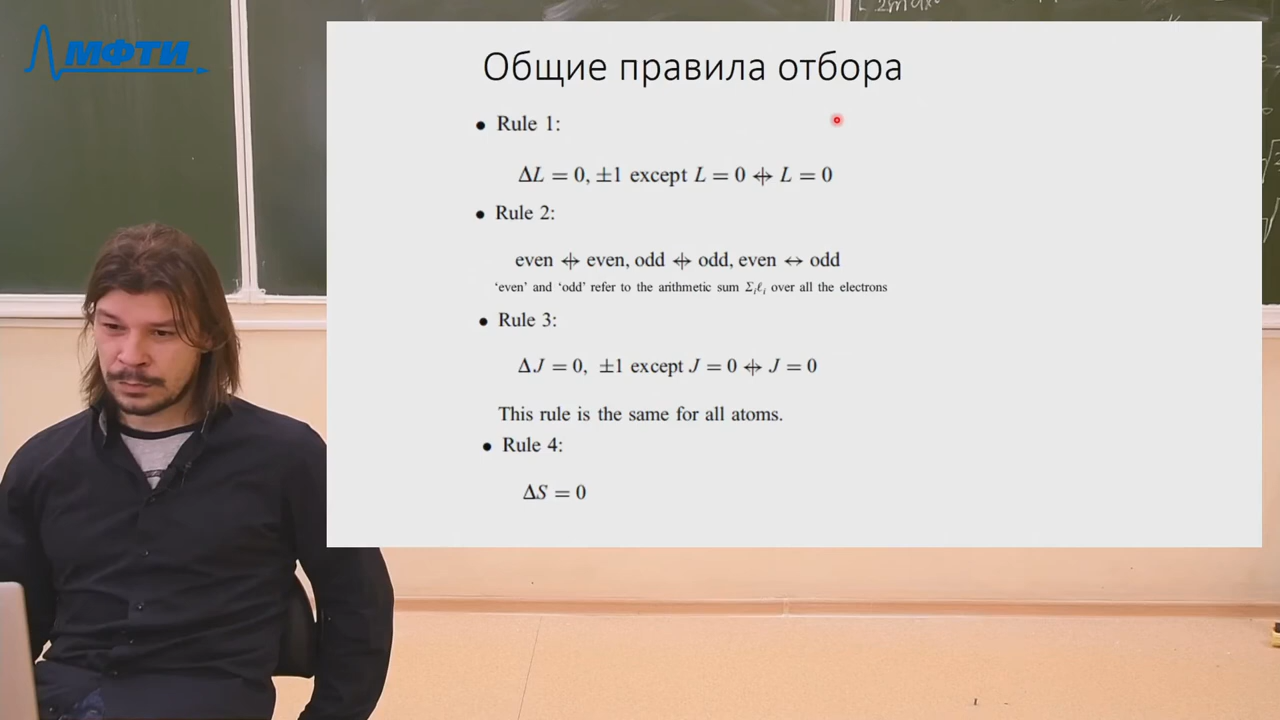 МФТИ
Общие правила отбора
• Rule 1:
ΔL = 0, ±1 except L = 0 ↮ L = 0
• Rule 2:
even ↮ even, odd ↮ odd, even ↔ odd
‘even’ and ‘odd’ refer to the arithmetic sum Σᵢℓᵢ over all the electrons
• Rule 3:
ΔJ = 0, ±1 except J = 0 ↮ J = 0
This rule is the same for all atoms.
• Rule 4:
ΔS = 0